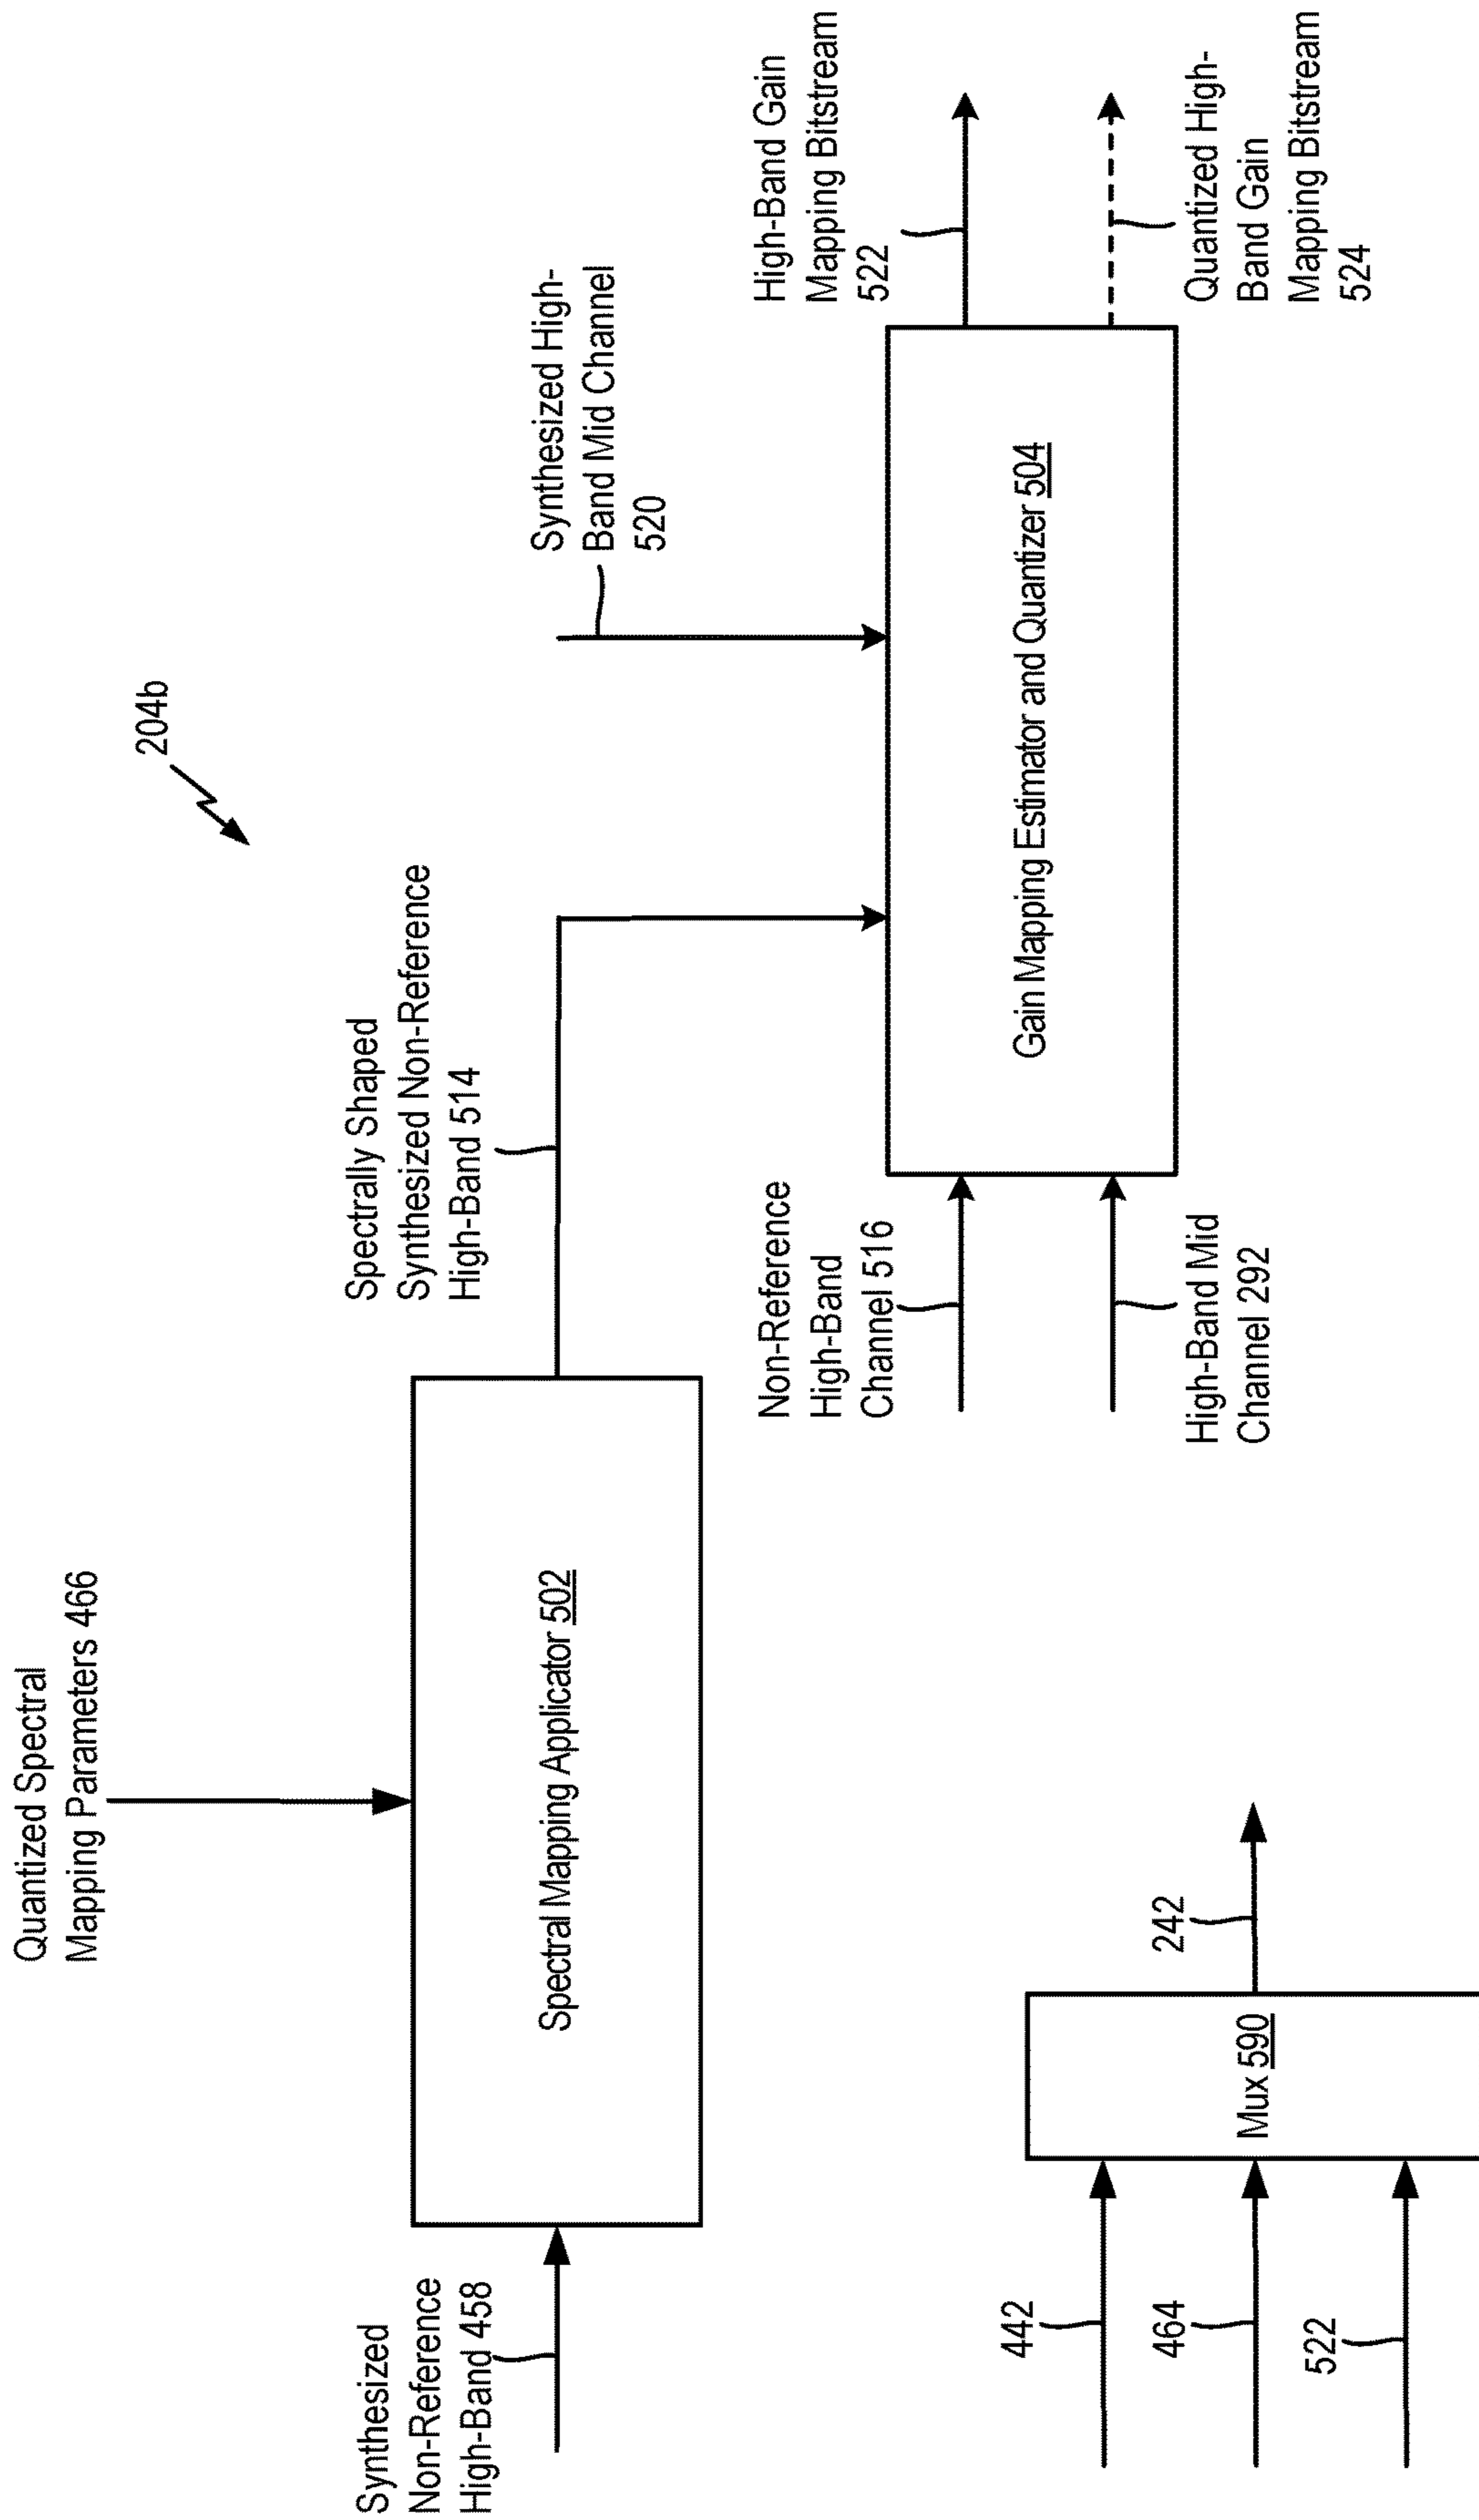 204b
Quantized Spectral
Mapping Parameters 466
Synthesized
Non-Reference
High-Band 458
Spectral Mapping Applicator 502
Spectrally Shaped
Synthesized Non-Reference
High-Band 514
Synthesized High-
Band Mid Channel
520
Non-Reference
High-Band
Channel 516
High-Band Mid
Channel 292
Gain Mapping Estimator and Quantizer 504
High-Band Gain
Mapping Bitstream
522
Quantized High-
Band Gain
Mapping Bitstream
524
442
464
522
Mux 590
242